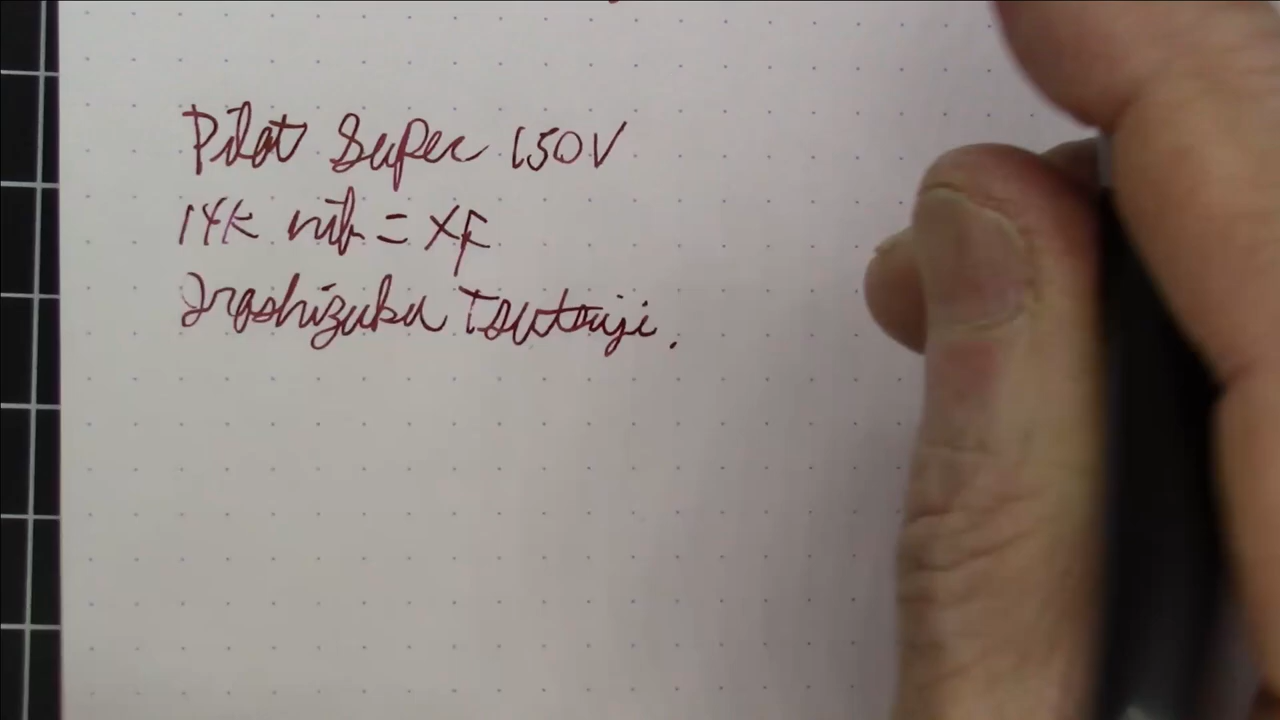 Pilot Super 150V
14K nib = XF
Iroshizuku Tsutsuji.